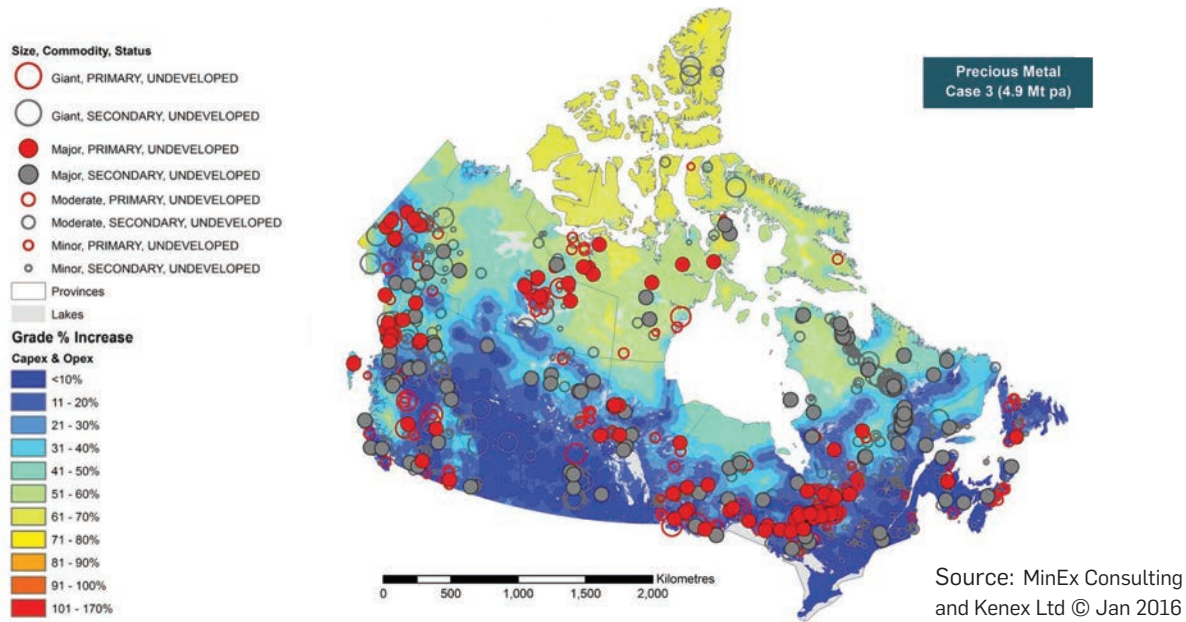 Size, Commodity, Status
Giant, PRIMARY, UNDEVELOPED
Giant, SECONDARY, UNDEVELOPED
Major, PRIMARY, UNDEVELOPED
Major, SECONDARY, UNDEVELOPED
Moderate, PRIMARY, UNDEVELOPED
Moderate, SECONDARY, UNDEVELOPED
Minor, PRIMARY, UNDEVELOPED
Minor, SECONDARY, UNDEVELOPED
Provinces
Lakes
Grade % Increase
Capex & Opex
<10%
11 - 20%
21 - 30%
31 - 40%
41 - 50%
51 - 60%
61 - 70%
71 - 80%
81 - 90%
91 - 100%
101 - 170%
Precious Metal
Case 3 (4.9 Mt pa)
Kilometres
0 500 1,000 1,500 2,000
Source: MinEx Consulting
and Kenex Ltd © Jan 2016